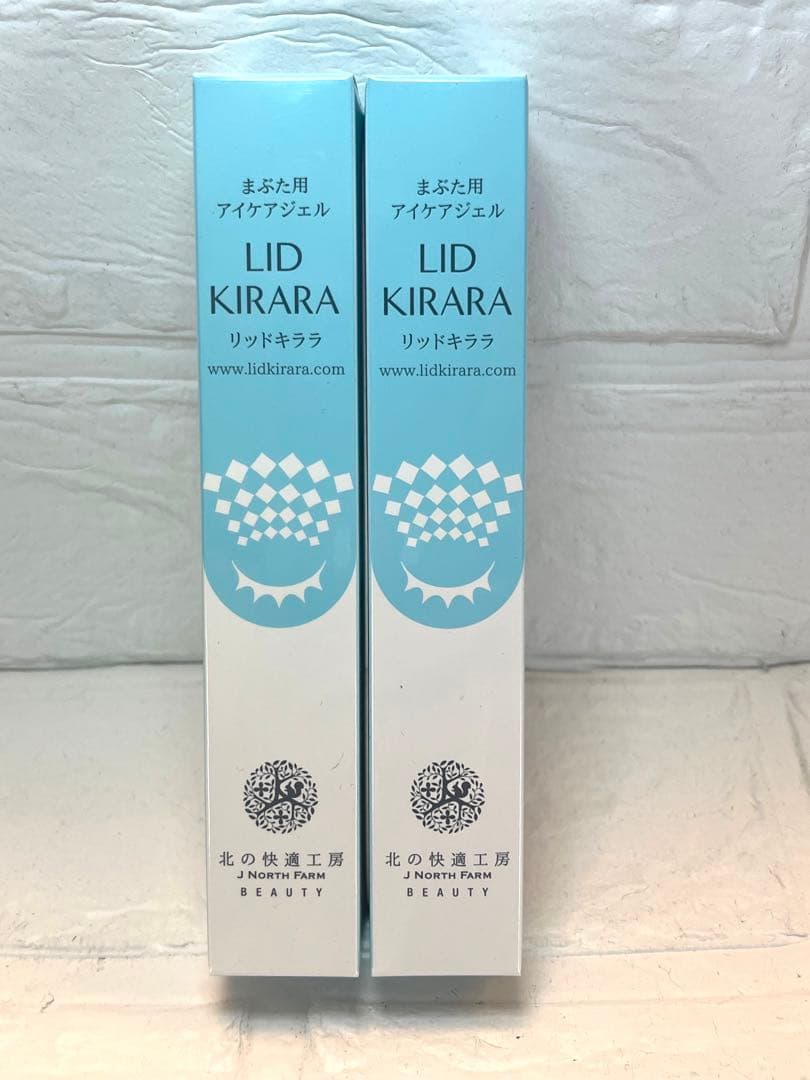 まぶた用
アイケアジェル
LID
KIRARA
リッドキララ
www.lidkirara.com
北の快適工房
J NORTH FARM
BEAUTY
まぶた用
アイケアジェル
LID
KIRARA
リッドキララ
www.lidkirara.com
北の快適工房
J NORTH FARM
BEAUTY